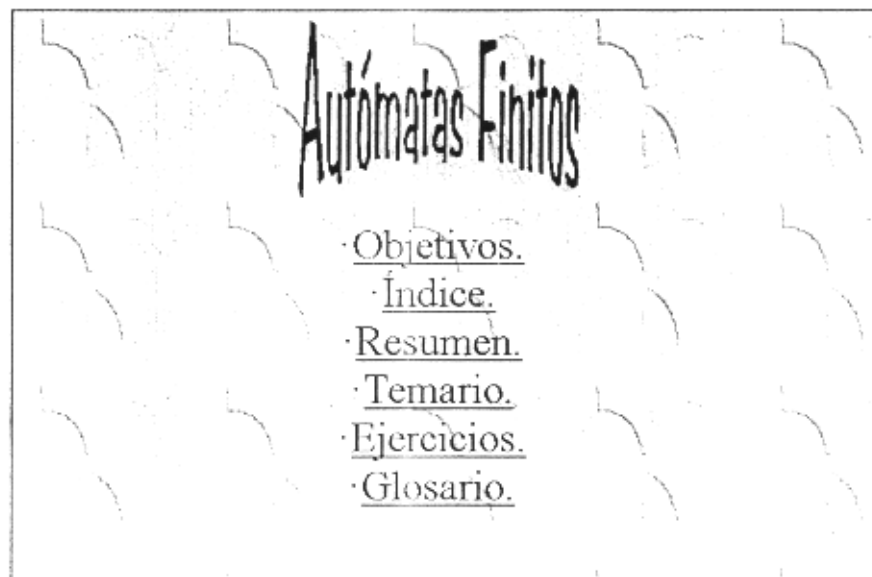 Autómatas Finitos
·Objetivos.
·Índice.
·Resumen.
·Temario.
·Ejercicios.
·Glosario.